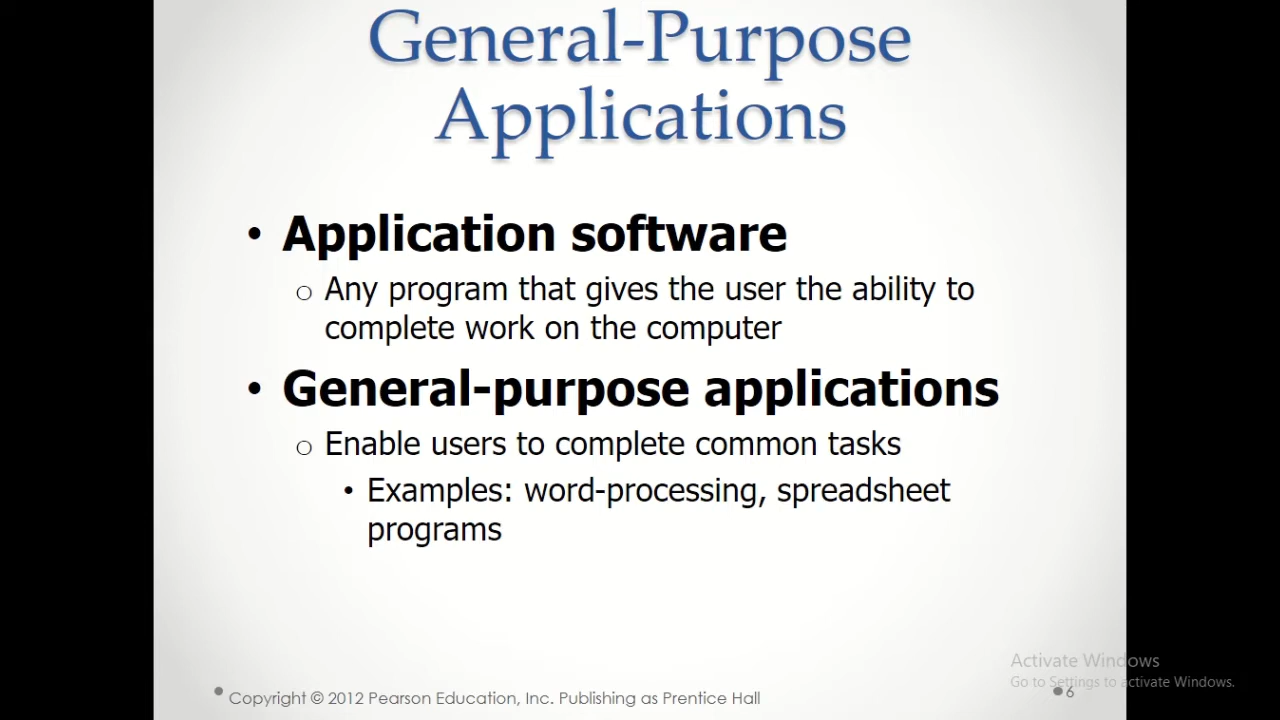 General-Purpose
Applications
• Application software
○ Any program that gives the user the ability to
complete work on the computer
• General-purpose applications
○ Enable users to complete common tasks
• Examples: word-processing, spreadsheet
programs
Activate Windows
Go to Settings to activate Windows.
• Copyright © 2012 Pearson Education, Inc. Publishing as Prentice Hall
• 6